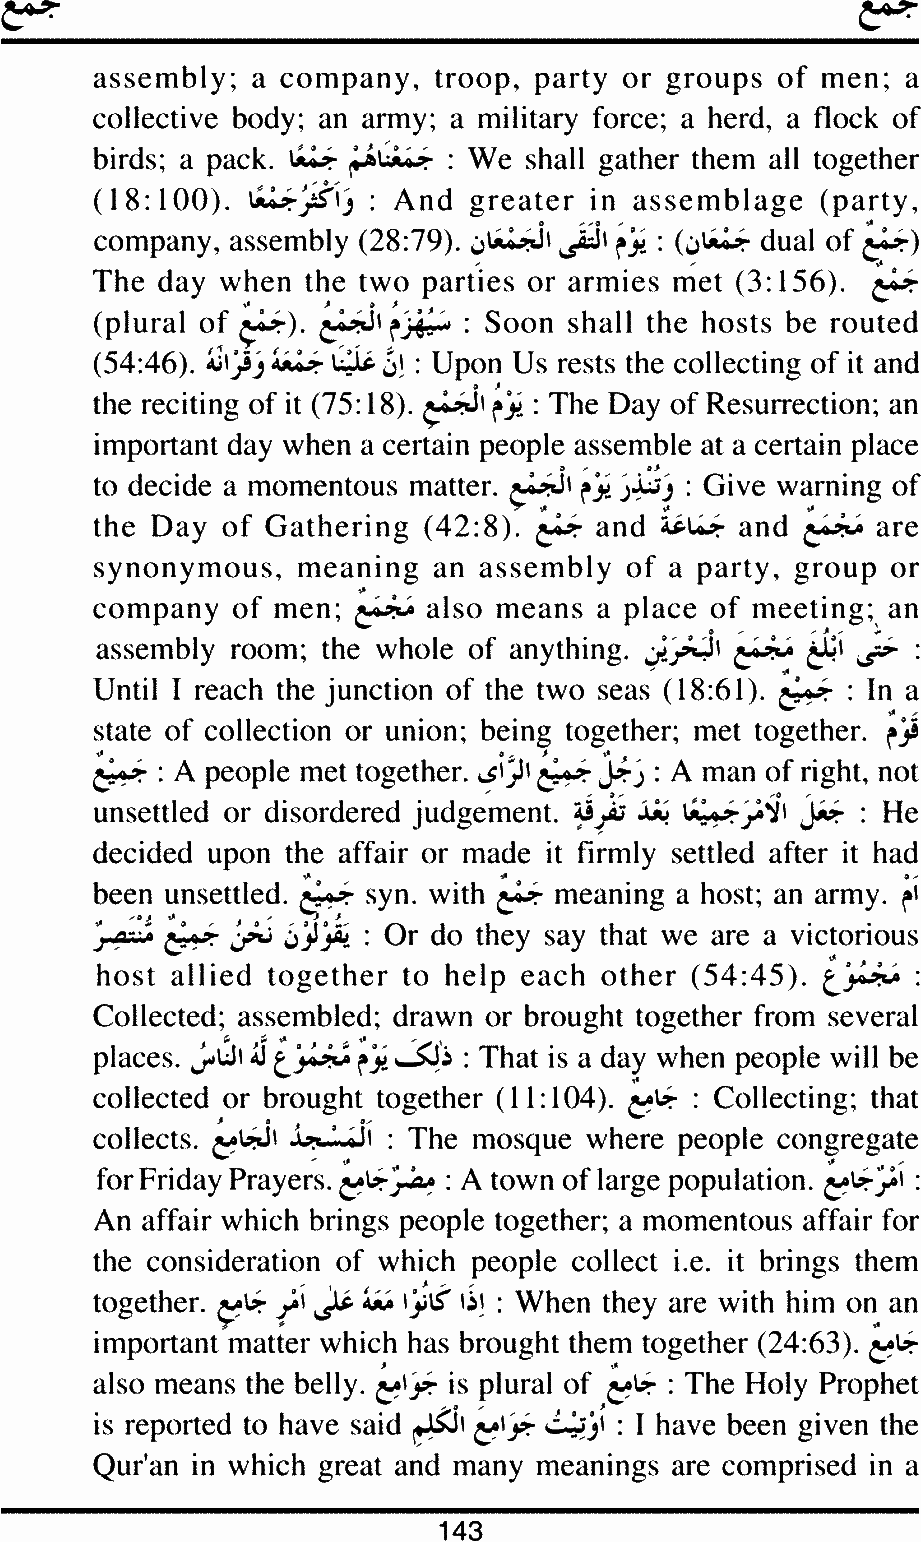 جمع جمع
assembly; a company, troop, party or groups of men; a
collective body; an army; a military force; a herd, a flock of
birds; a pack. جَمَعْنَاهُمْ جَمْعًا : We shall gather them all together
(18:100). وَاَكْثَرُ جَمْعًا : And greater in assemblage (party,
company, assembly (28:79). يَوْمَ الْتَقَى الْجَمْعَانِ : (جَمْعَانِ dual of جَمْعٌ)
The day when the two parties or armies met (3:156). جَمْعٌ
(plural of جَمْعٌ). سَيُهْزَمُ الْجَمْعُ : Soon shall the hosts be routed
(54:46). اِنَّ عَلَيْنَا جَمْعَهُ وَقُرْاٰنَهُ : Upon Us rests the collecting of it and
the reciting of it (75:18). يَوْمُ الْجَمْعِ : The Day of Resurrection; an
important day when a certain people assemble at a certain place
to decide a momentous matter. وَتُنْذِرَ يَوْمَ الْجَمْعِ : Give warning of
the Day of Gathering (42:8). جَمْعٌ and جَمَاعَةٌ and مَجْمَعٌ are
synonymous, meaning an assembly of a party, group or
company of men; مَجْمَعٌ also means a place of meeting; an
assembly room; the whole of anything. حَتّٰى اَبْلُغَ مَجْمَعَ الْبَحْرَيْنِ :
Until I reach the junction of the two seas (18:61). جَمِيْعٌ : In a
state of collection or union; being together; met together. قَوْمٌ
جَمِيْعٌ : A people met together. رَجُلٌ جَمِيْعُ الرَّأْىِ : A man of right, not
unsettled or disordered judgement. جَعَلَ الْاَمْرَ جَمِيْعًا بَعْدَ تَفْرِقَةٍ : He
decided upon the affair or made it firmly settled after it had
been unsettled. جَمِيْعٌ syn. with جَمْعٌ meaning a host; an army. اَمْ
يَقُوْلُوْنَ نَحْنُ جَمِيْعٌ مُّنْتَصِرٌ : Or do they say that we are a victorious
host allied together to help each other (54:45). مَجْمُوْعٌ :
Collected; assembled; drawn or brought together from several
places. ذٰلِكَ يَوْمٌ مَّجْمُوْعٌ لَّهُ النَّاسُ : That is a day when people will be
collected or brought together (11:104). جَامِعٌ : Collecting; that
collects. اَلْمَسْجِدُ الْجَامِعُ : The mosque where people congregate
for Friday Prayers. مِصْرٌ جَامِعٌ : A town of large population. اَمْرٌ جَامِعٌ :
An affair which brings people together; a momentous affair for
the consideration of which people collect i.e. it brings them
together. اِذَا كَانُوْا مَعَهُ عَلٰى اَمْرٍ جَامِعٍ : When they are with him on an
important matter which has brought them together (24:63). جَامِعٌ
also means the belly. جَوَامِعُ is plural of جَامِعٌ : The Holy Prophet
is reported to have said اُوْتِيْتُ جَوَامِعَ الْكَلِمِ : I have been given the
Qur'an in which great and many meanings are comprised in a
143